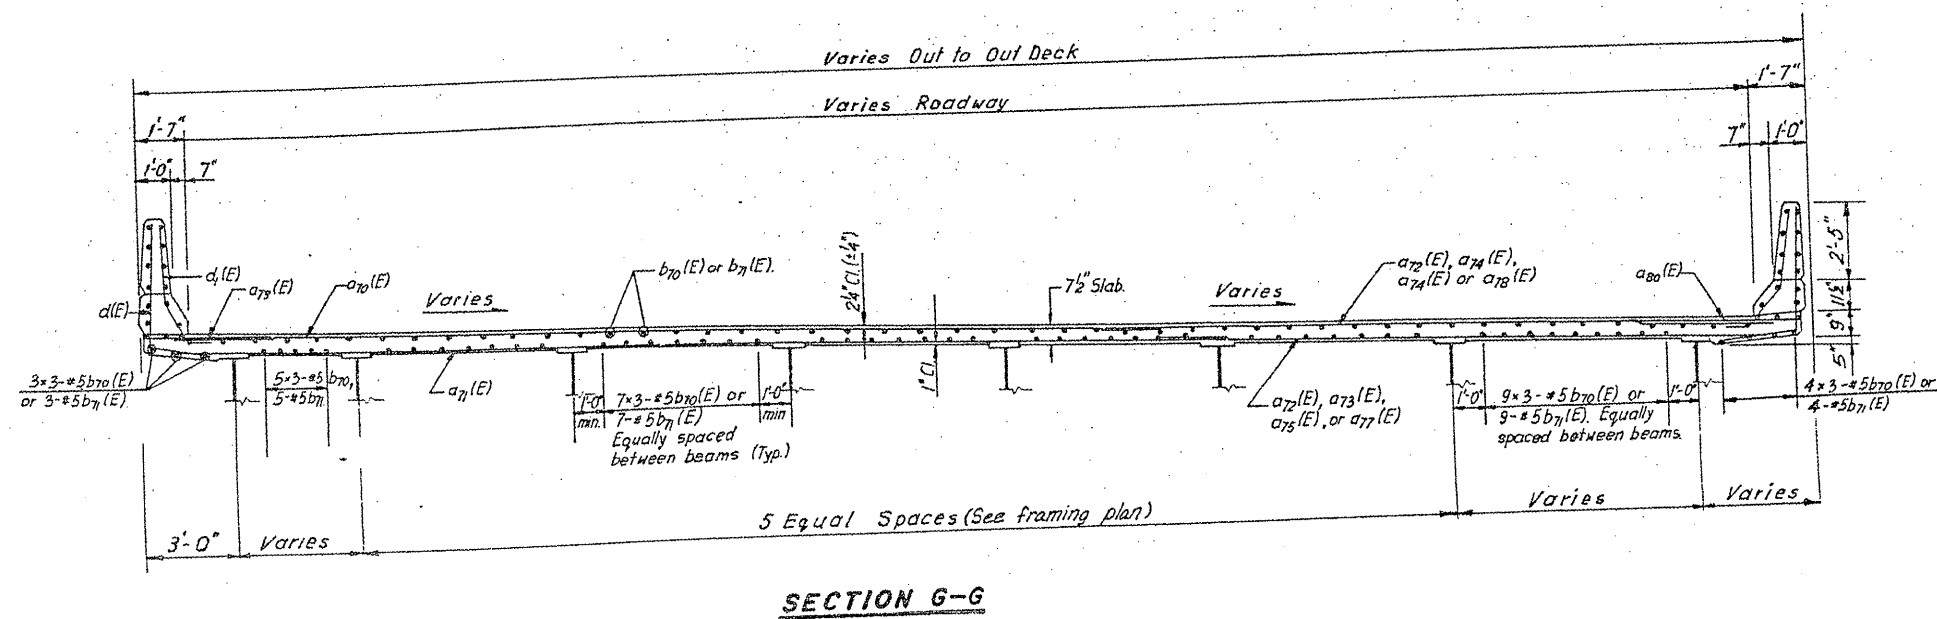 Varies Out to Out Deck
1'-7"
Varies Roadway
1'-7"
7" 1'-0"
1'-0" 7"
2'-5"
11½"
9"
5"
d1(E)
d(E)
a79(E)
a70(E)
Varies
b70(E) or b71(E).
2¼" Cl. (±¼")
7½" Slab.
Varies
a72(E), a74(E),
a74(E) or a78(E)
a80(E)
1" Cl.
3×3-#5b70(E)
or 3-#5b71(E)
5×3-#5b70,
5-#5b71
a71(E)
1'-0"
min.
7×3-#5b70(E) or
7-#5b71(E)
Equally spaced
between beams (Typ.)
1'-0"
min
a72(E), a73(E),
a75(E), or a77(E)
1'-0"
9×3-#5b70(E) or
9-#5b71(E). Equally
spaced between beams.
1'-0"
4×3-#5b70(E) or
4-#5b71(E)
3'-0"
Varies
5 Equal Spaces (See framing plan)
Varies
Varies
SECTION G-G